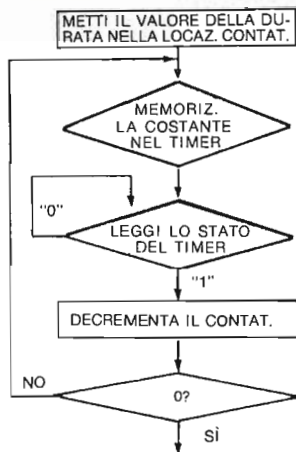 METTI IL VALORE DELLA DU-
RATA NELLA LOCAZ. CONTAT.
MEMORIZ.
LA COSTANTE
NEL TIMER
"0"
LEGGI LO STATO
DEL TIMER
"1"
DECREMENTA IL CONTAT.
NO
0?
SÌ